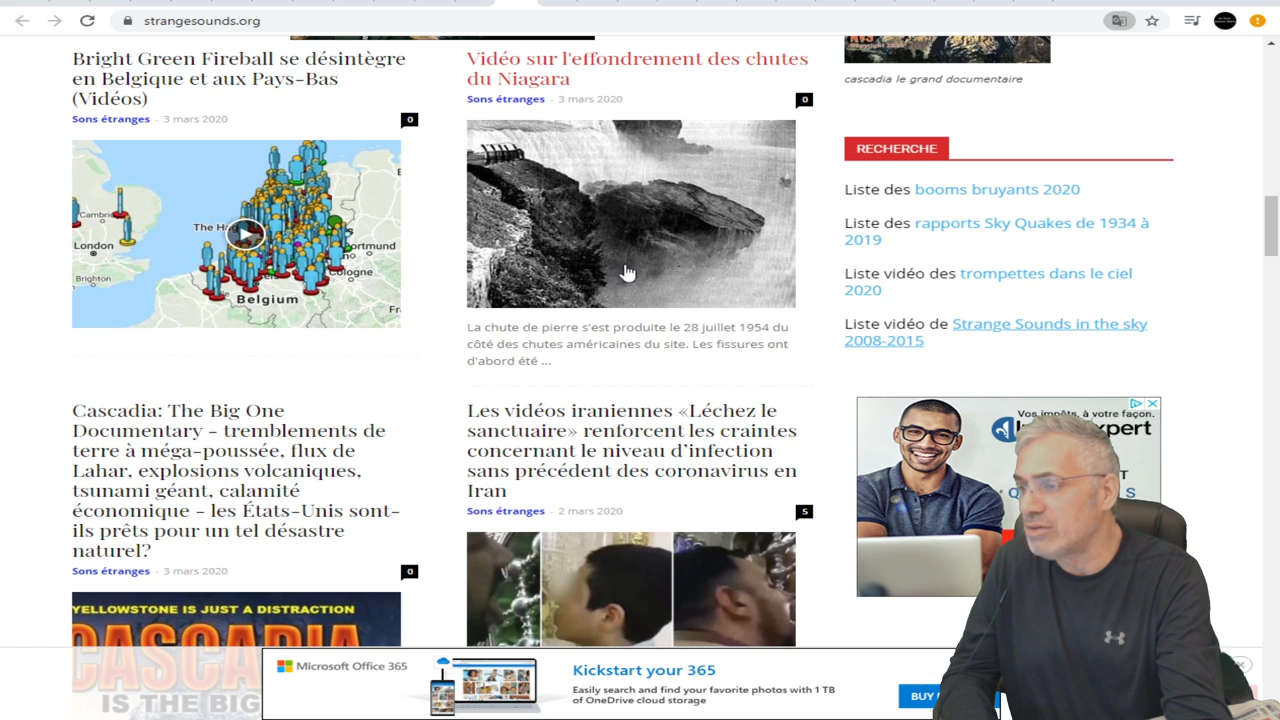 strangesounds.org
Bright Green Fireball se désintègre
en Belgique et aux Pays-Bas
(Vidéos)
Sons étranges - 3 mars 2020
0
Cambri
London
Brighton
The Ha
ortmund
Cologne
Belgium
Fr
Vidéo sur l'effondrement des chutes
du Niagara
Sons étranges - 3 mars 2020
0
La chute de pierre s'est produite le 28 juillet 1954 du
côté des chutes américaines du site. Les fissures ont
d'abord été ...
cascadia le grand documentaire
RECHERCHE
Liste des booms bruyants 2020
Liste des rapports Sky Quakes de 1934 à
2019
Liste vidéo des trompettes dans le ciel
2020
Liste vidéo de Strange Sounds in the sky
2008-2015
Cascadia: The Big One
Documentary - tremblements de
terre à méga-poussée, flux de
Lahar, explosions volcaniques,
tsunami géant, calamité
économique - les États-Unis sont-
ils prêts pour un tel désastre
naturel?
Sons étranges - 3 mars 2020
0
YELLOWSTONE IS JUST A DISTRACTION
CASCADIA
IS THE BIG
Les vidéos iraniennes «Léchez le
sanctuaire» renforcent les craintes
concernant le niveau d'infection
sans précédent des coronavirus en
Iran
Sons étranges - 2 mars 2020
5
Vos impôts, à votre façon.
xpert
Microsoft Office 365
Kickstart your 365
Easily search and find your favorite photos with 1 TB
of OneDrive cloud storage
BUY